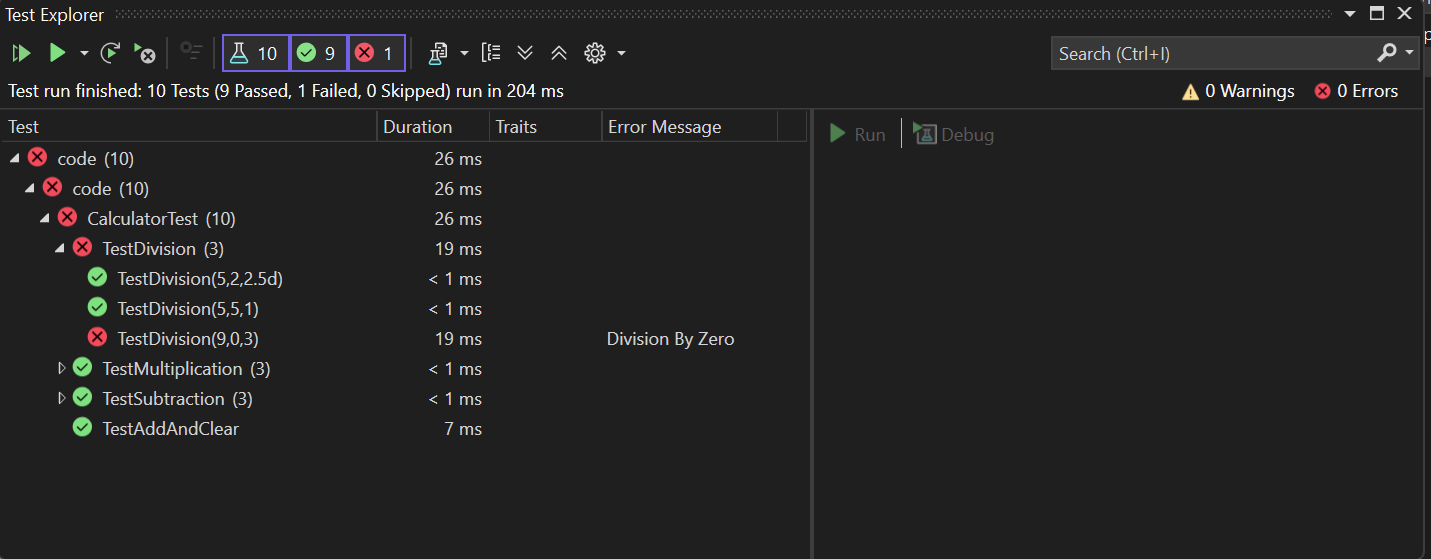 Test Explorer
10 9 1 Search (Ctrl+I)
Test run finished: 10 Tests (9 Passed, 1 Failed, 0 Skipped) run in 204 ms 0 Warnings 0 Errors
Test Duration Traits Error Message
Run Debug
code (10) 26 ms
code (10) 26 ms
CalculatorTest (10) 26 ms
TestDivision (3) 19 ms
TestDivision(5,2,2.5d) < 1 ms
TestDivision(5,5,1) < 1 ms
TestDivision(9,0,3) 19 ms Division By Zero
TestMultiplication (3) < 1 ms
TestSubtraction (3) < 1 ms
TestAddAndClear 7 ms